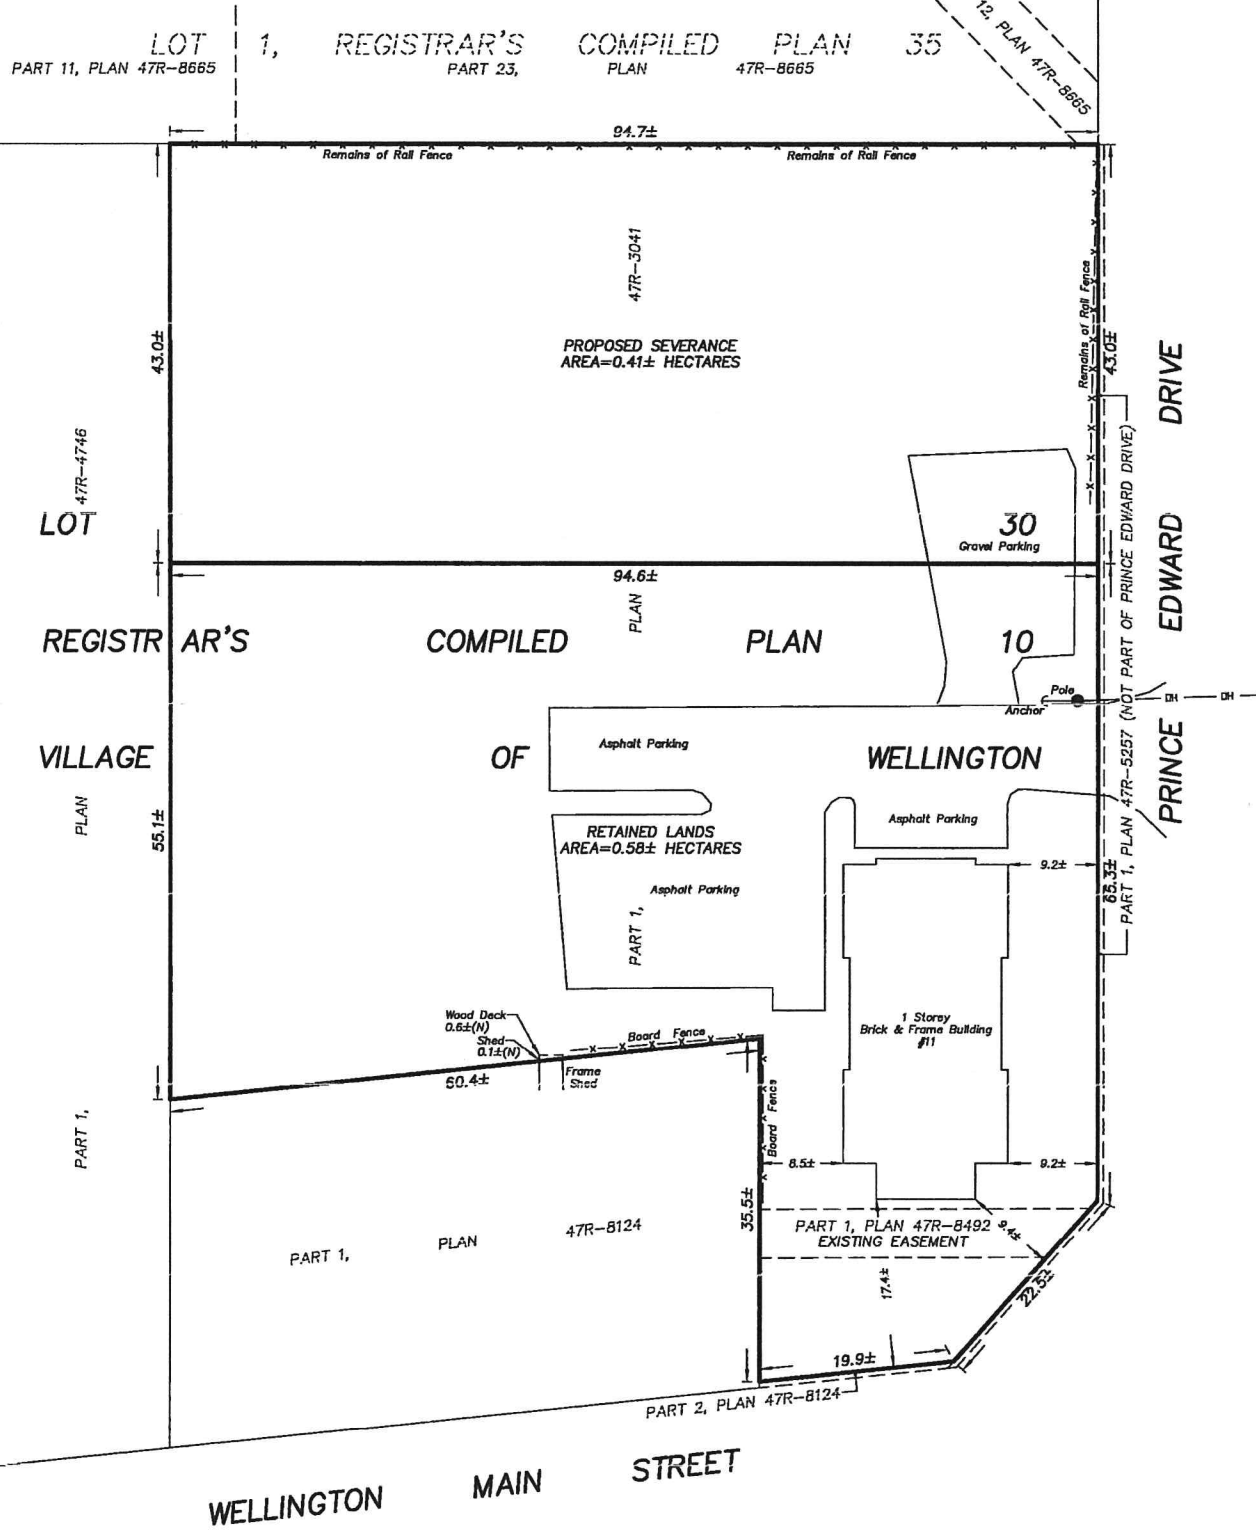 LOT 1, REGISTRAR'S COMPILED PLAN 35
PART 11, PLAN 47R-8665
PART 23, PLAN 47R-8665
12, PLAN 47R-8665
94.7±
Remains of Rail Fence
Remains of Rail Fence
47R-3041
43.0±
PROPOSED SEVERANCE
AREA=0.41± HECTARES
Remains of Rail Fence
43.0±
PRINCE EDWARD DRIVE
47R-4746
LOT 30
Gravel Parking
94.6±
PLAN
REGISTRAR'S COMPILED PLAN 10
PART 1, PLAN 47R-5257 (NOT PART OF PRINCE EDWARD DRIVE)
Pole
Anchor
Asphalt Parking
VILLAGE OF WELLINGTON
PLAN
55.1±
RETAINED LANDS
AREA=0.58± HECTARES
Asphalt Parking
Asphalt Parking
9.2±
65.3±
PART 1,
Wood Deck
0.6±(N)
Shed
0.1±(N)
Board Fence
1 Storey
Brick & Frame Building
#11
60.4±
Frame
Shed
Board Fence
PART 1,
8.5±
9.2±
35.5±
PART 1, PLAN 47R-8492
EXISTING EASEMENT
9.4±
PART 1, PLAN 47R-8124
17.4±
22.5±
19.9±
PART 2, PLAN 47R-8124
WELLINGTON MAIN STREET